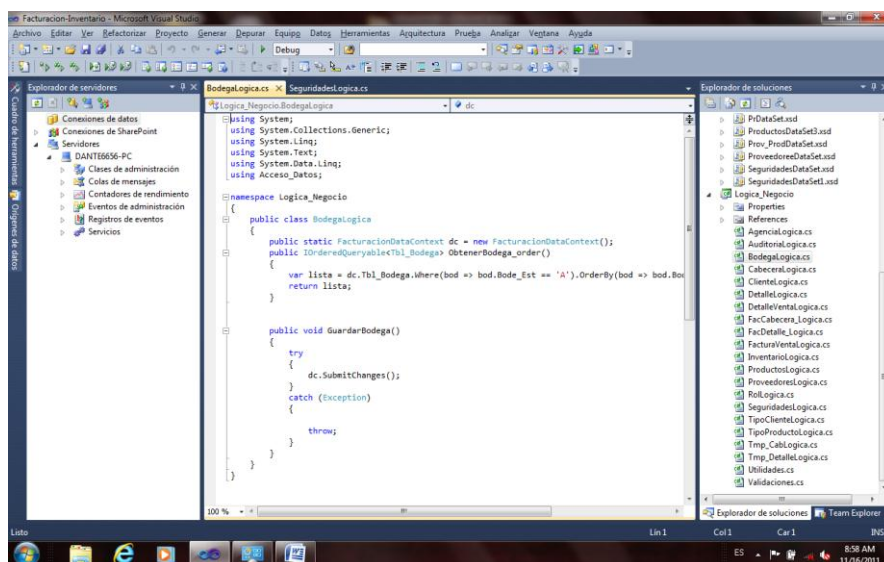 Facturacion-Inventario - Microsoft Visual Studio
Archivo Editar Ver Refactorizar Proyecto Generar Depurar Equipo Datos Herramientas Arquitectura Prueba Analizar Ventana Ayuda
Debug
Explorador de servidores
Conexiones de datos
Conexiones de SharePoint
Servidores
DANTE6656-PC
Clases de administración
Colas de mensajes
Contadores de rendimiento
Eventos de administración
Registros de eventos
Servicios
Cuadro de herramientas
Orígenes de datos
BodegaLogica.cs
SeguridadesLogica.cs
Logica_Negocio.BodegaLogica
dc
using System;
using System.Collections.Generic;
using System.Linq;
using System.Text;
using System.Data.Linq;
using Acceso_Datos;
namespace Logica_Negocio
{
public class BodegaLogica
{
public static FacturacionDataContext dc = new FacturacionDataContext();
public IOrderedQueryable<Tbl_Bodega> ObtenerBodega_order()
{
var lista = dc.Tbl_Bodega.Where(bod => bod.Bode_Est == 'A').OrderBy(bod => bod.Bo
return lista;
}
public void GuardarBodega()
{
try
{
dc.SubmitChanges();
}
catch (Exception)
{
throw;
}
}
}
}
100 %
Explorador de soluciones
PrDataSet.xsd
ProductosDataSet3.xsd
Prov_ProdDataSet.xsd
ProveedoreeDataSet.xsd
SeguridadesDataSet.xsd
SeguridadesDataSet1.xsd
Logica_Negocio
Properties
References
AgenciaLogica.cs
AuditoriaLogica.cs
BodegaLogica.cs
CabeceraLogica.cs
ClienteLogica.cs
DetalleLogica.cs
DetalleVentaLogica.cs
FacCabecera_Logica.cs
FacDetalle_Logica.cs
FacturaVentaLogica.cs
InventarioLogica.cs
ProductosLogica.cs
ProveedoresLogica.cs
RolLogica.cs
SeguridadesLogica.cs
TipoClienteLogica.cs
TipoProductoLogica.cs
Tmp_CabLogica.cs
Tmp_DetalleLogica.cs
Utilidades.cs
Validaciones.cs
Explorador de soluciones
Team Explorer
Listo
Lin 1
Col 1
Car 1
INS
ES
8:58 AM
11/16/2011